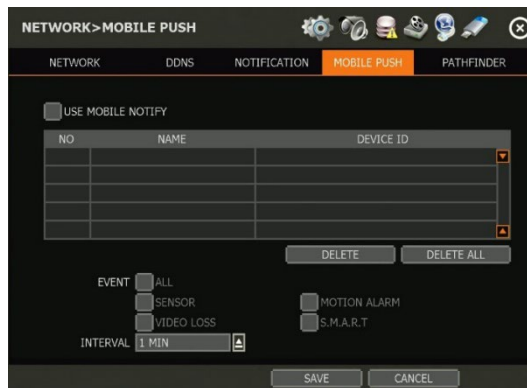 NETWORK>MOBILE PUSH
NETWORK DDNS NOTIFICATION MOBILE PUSH PATHFINDER
USE MOBILE NOTIFY
NO NAME DEVICE ID
DELETE DELETE ALL
EVENT ALL
SENSOR MOTION ALARM
VIDEO LOSS S.M.A.R.T
INTERVAL 1 MIN
SAVE CANCEL